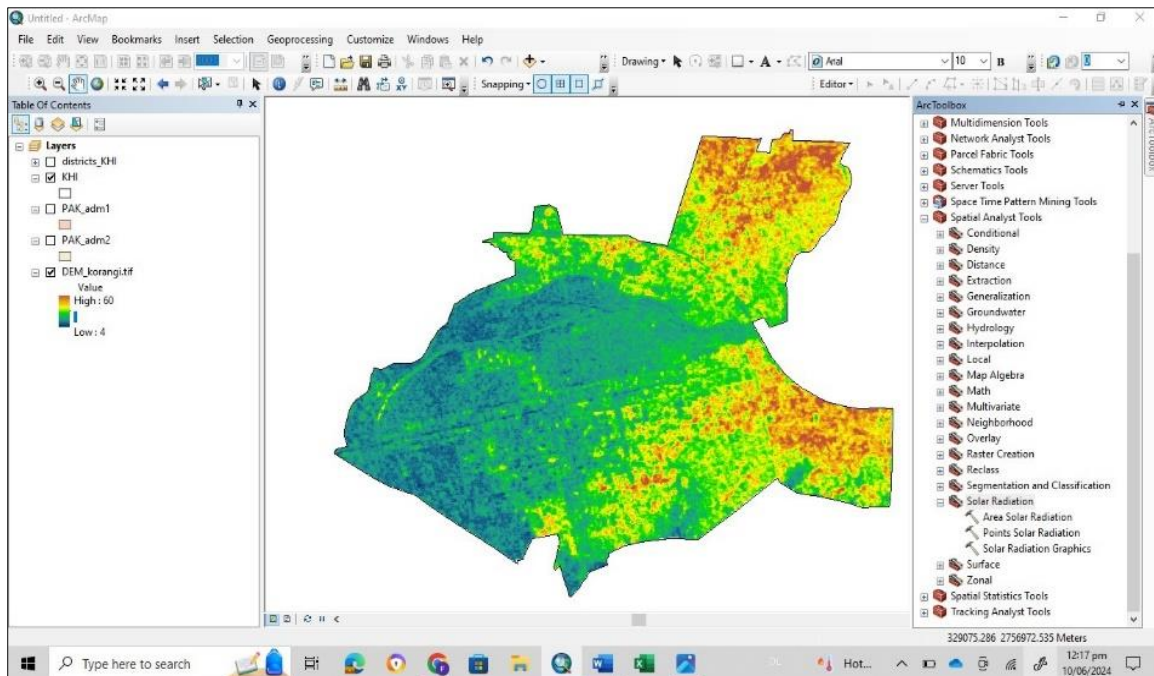 Untitled - ArcMap
File Edit View Bookmarks Insert Selection Geoprocessing Customize Windows Help
Drawing Arial 10 B
Snapping Editor
Table Of Contents
Layers
districts_KHI
KHI
PAK_adm1
PAK_adm2
DEM_korangi.tif
Value
High : 60
Low : 4
ArcToolbox
Multidimension Tools
Network Analyst Tools
Parcel Fabric Tools
Schematics Tools
Server Tools
Space Time Pattern Mining Tools
Spatial Analyst Tools
Conditional
Density
Distance
Extraction
Generalization
Groundwater
Hydrology
Interpolation
Local
Map Algebra
Math
Multivariate
Neighborhood
Overlay
Raster Creation
Reclass
Segmentation and Classification
Solar Radiation
Area Solar Radiation
Points Solar Radiation
Solar Radiation Graphics
Surface
Zonal
Spatial Statistics Tools
Tracking Analyst Tools
ArcToolbox
329075.286 2756972.535 Meters
Type here to search
Hot...
12:17 pm
10/06/2024